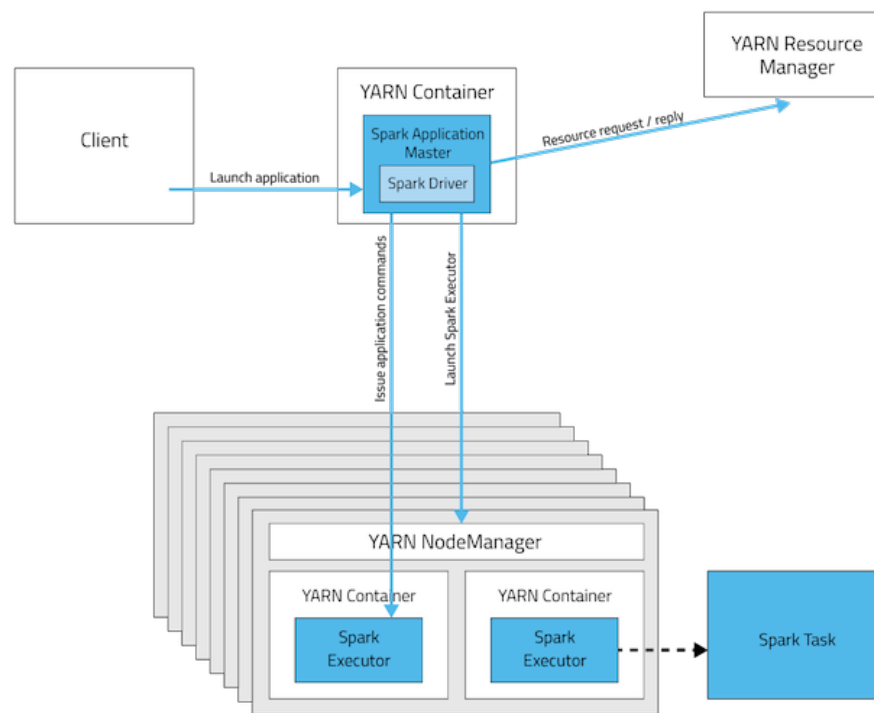 YARN Resource
Manager
YARN Container
Client
Spark Application
Master
Resource request / reply
Launch application
Spark Driver
Issue application commands
Launch Spark Executor
YARN NodeManager
YARN Container
YARN Container
Spark
Executor
Spark
Executor
Spark Task